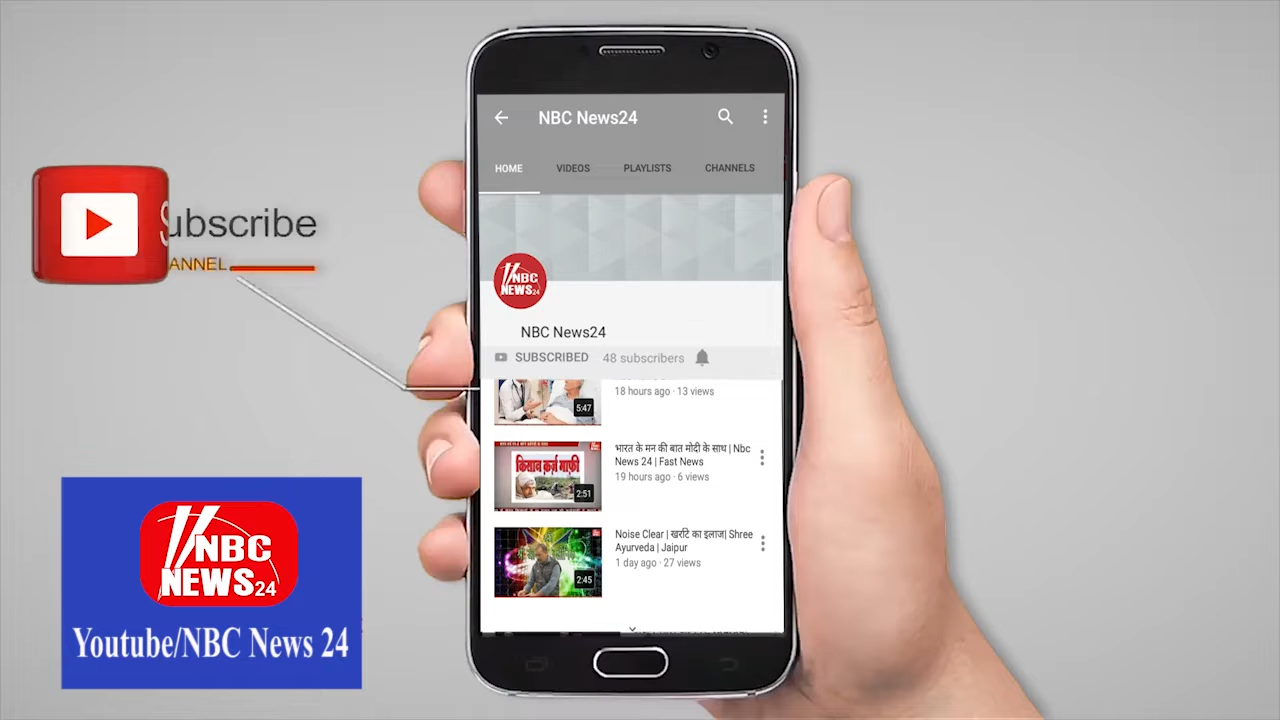 NBC News24
HOME VIDEOS PLAYLISTS CHANNELS
Subscribe
ANNEL
NBC
NEWS24
NBC News24
SUBSCRIBED 48 subscribers
18 hours ago · 13 views
5:47
भारत के मन की बात मोदी के साथ | Nbc
News 24 | Fast News
19 hours ago · 6 views
किसान कर्ज़ माफ़ी
2:51
Noise Clear | खर्राटे का इलाज| Shree
Ayurveda | Jaipur
1 day ago · 27 views
2:45
NBC
NEWS24
Youtube/NBC News 24